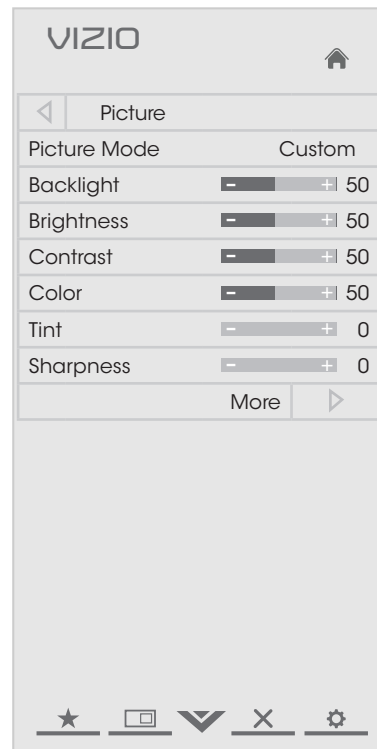 VIZIO
Picture
Picture Mode Custom
Backlight - + 50
Brightness - + 50
Contrast - + 50
Color - + 50
Tint - + 0
Sharpness - + 0
More